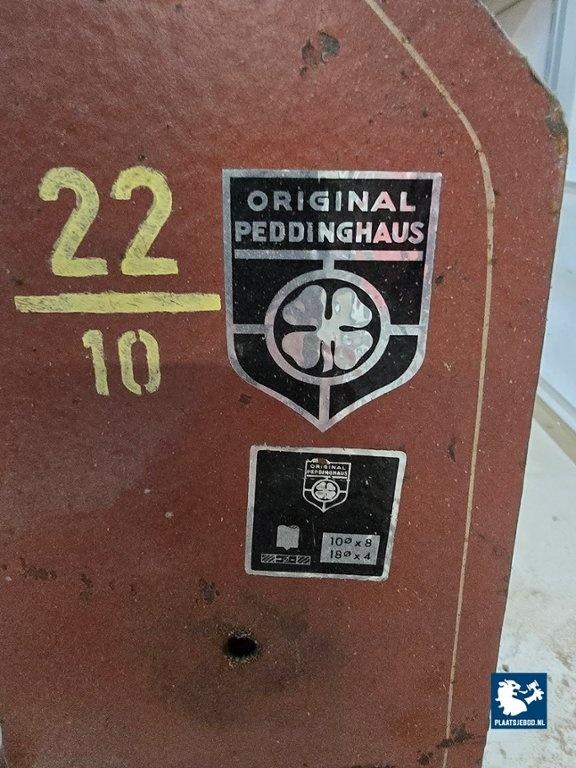 22
10
ORIGINAL
PEDDINGHAUS
ORIGINAL
PEDDINGHAUS
10ø x 8
18ø x 4
PLAATSJEBOD.NL